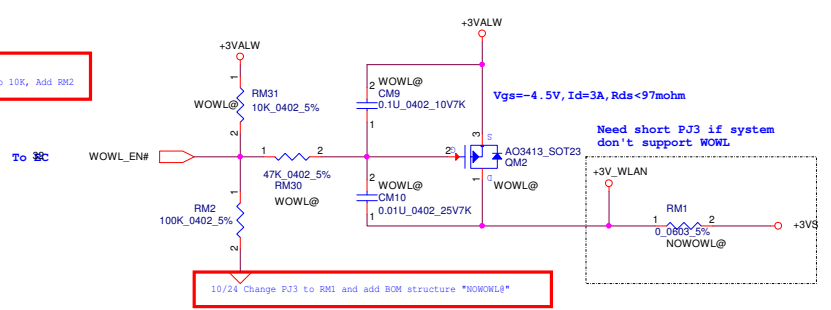 +3VALW
+3VALW
o 10K, Add RM2
1
RM31
WOWL@
10K_0402_5%
2
2
WOWL@
CM9
0.1U_0402_10V7K
1
Vgs=-4.5V,Id=3A,Rds<97mohm
3
S
To EC
WOWL_EN#
1
2
47K_0402_5%
RM30
WOWL@
2
G
AO3413_SOT23
QM2
1
D
WOWL@
Need short PJ3 if system
don't support WOWL
1
RM2
100K_0402_5%
2
2
WOWL@
CM10
0.01U_0402_25V7K
1
+3V_WLAN
RM1
1
2
0_0603_5%
NOWOWL@
+3VS
10/24 Change PJ3 to RM1 and add BOM structure "NOWOWL@"